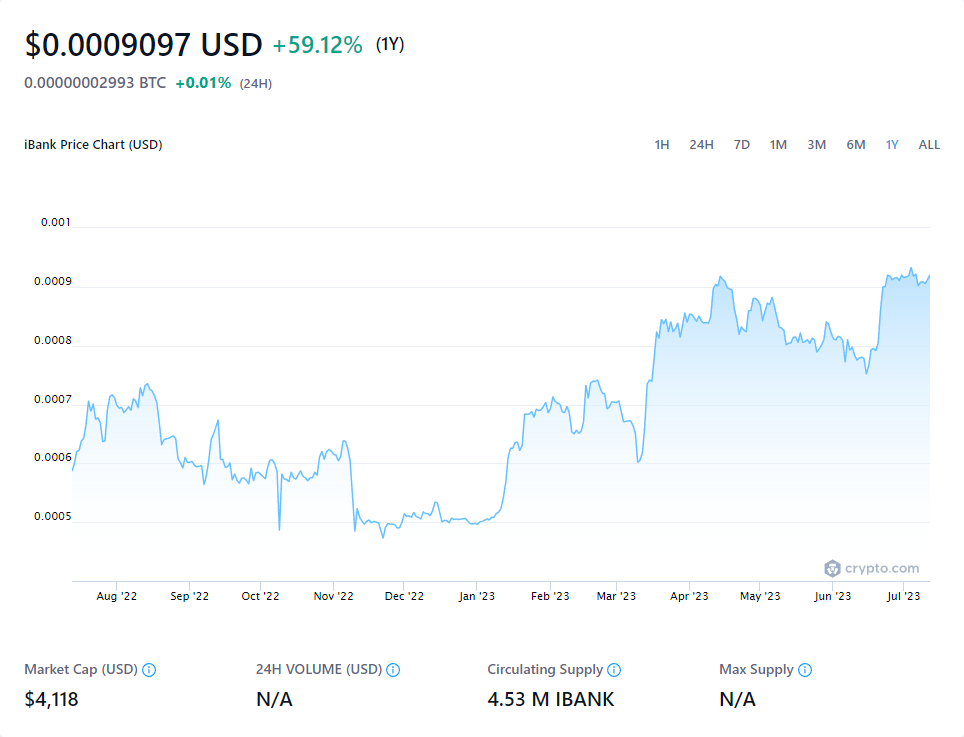 $0.0009097 USD +59.12% (1Y)
0.00000002993 BTC +0.01% (24H)
iBank Price Chart (USD) 1H 24H 7D 1M 3M 6M 1Y ALL
0.001
0.0009
0.0008
0.0007
0.0006
0.0005
crypto.com
Aug '22 Sep '22 Oct '22 Nov '22 Dec '22 Jan '23 Feb '23 Mar '23 Apr '23 May '23 Jun '23 Jul '23
Market Cap (USD) 24H VOLUME (USD) Circulating Supply Max Supply
$4,118 N/A 4.53 M IBANK N/A